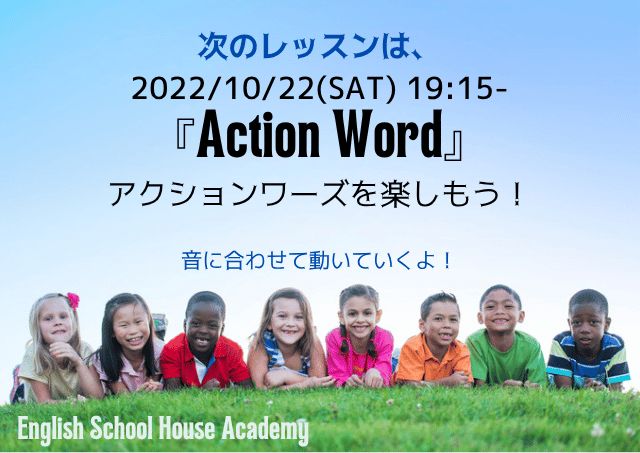 次のレッスンは、
2022/10/22(SAT) 19:15-
『Action Word』
アクションワーズを楽しもう！
音に合わせて動いていくよ！
English School House Academy